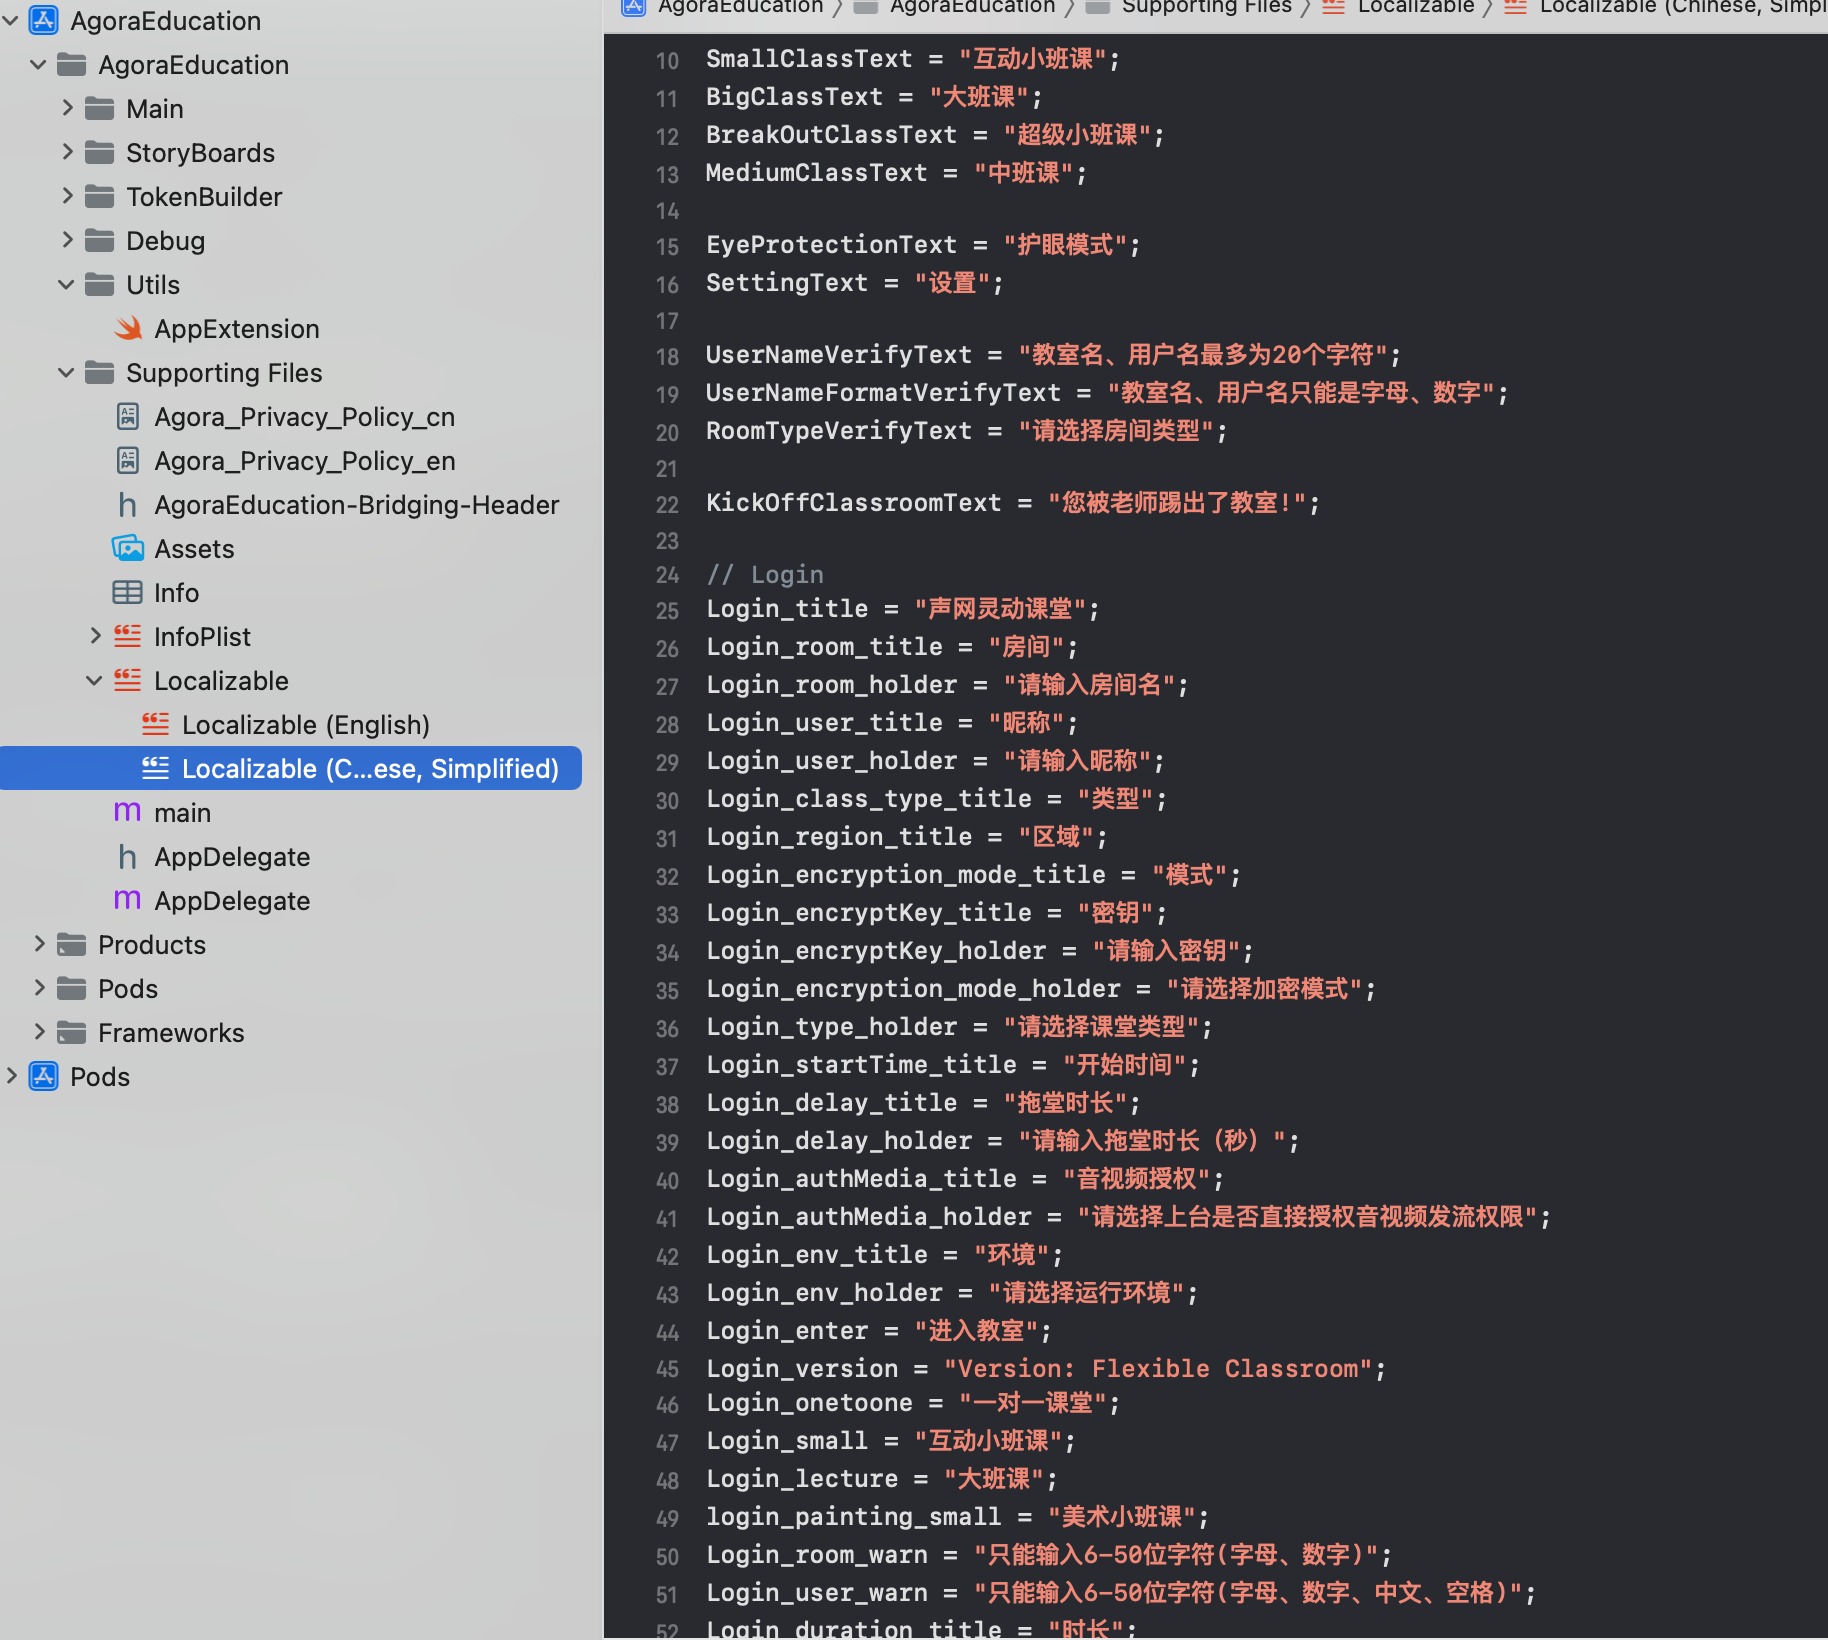 AgoraEducation
AgoraEducation
Main
StoryBoards
TokenBuilder
Debug
Utils
AppExtension
Supporting Files
Agora_Privacy_Policy_cn
Agora_Privacy_Policy_en
AgoraEducation-Bridging-Header
Assets
Info
InfoPlist
Localizable
Localizable (English)
Localizable (C...ese, Simplified)
main
AppDelegate
AppDelegate
Products
Pods
Frameworks
Pods
AgoraEducation 〉 AgoraEducation 〉 Supporting Files 〉 Localizable 〉 Localizable (Chinese, Simpl
10 SmallClassText = "互动小班课";
11 BigClassText = "大班课";
12 BreakOutClassText = "超级小班课";
13 MediumClassText = "中班课";
14
15 EyeProtectionText = "护眼模式";
16 SettingText = "设置";
17
18 UserNameVerifyText = "教室名、用户名最多为20个字符";
19 UserNameFormatVerifyText = "教室名、用户名只能是字母、数字";
20 RoomTypeVerifyText = "请选择房间类型";
21
22 KickOffClassroomText = "您被老师踢出了教室!";
23
24 // Login
25 Login_title = "声网灵动课堂";
26 Login_room_title = "房间";
27 Login_room_holder = "请输入房间名";
28 Login_user_title = "昵称";
29 Login_user_holder = "请输入昵称";
30 Login_class_type_title = "类型";
31 Login_region_title = "区域";
32 Login_encryption_mode_title = "模式";
33 Login_encryptKey_title = "密钥";
34 Login_encryptKey_holder = "请输入密钥";
35 Login_encryption_mode_holder = "请选择加密模式";
36 Login_type_holder = "请选择课堂类型";
37 Login_startTime_title = "开始时间";
38 Login_delay_title = "拖堂时长";
39 Login_delay_holder = "请输入拖堂时长（秒）";
40 Login_authMedia_title = "音视频授权";
41 Login_authMedia_holder = "请选择上台是否直接授权音视频发流权限";
42 Login_env_title = "环境";
43 Login_env_holder = "请选择运行环境";
44 Login_enter = "进入教室";
45 Login_version = "Version: Flexible Classroom";
46 Login_onetoone = "一对一课堂";
47 Login_small = "互动小班课";
48 Login_lecture = "大班课";
49 login_painting_small = "美术小班课";
50 Login_room_warn = "只能输入6-50位字符(字母、数字)";
51 Login_user_warn = "只能输入6-50位字符(字母、数字、中文、空格)";
52 Login_duration_title = "时长";